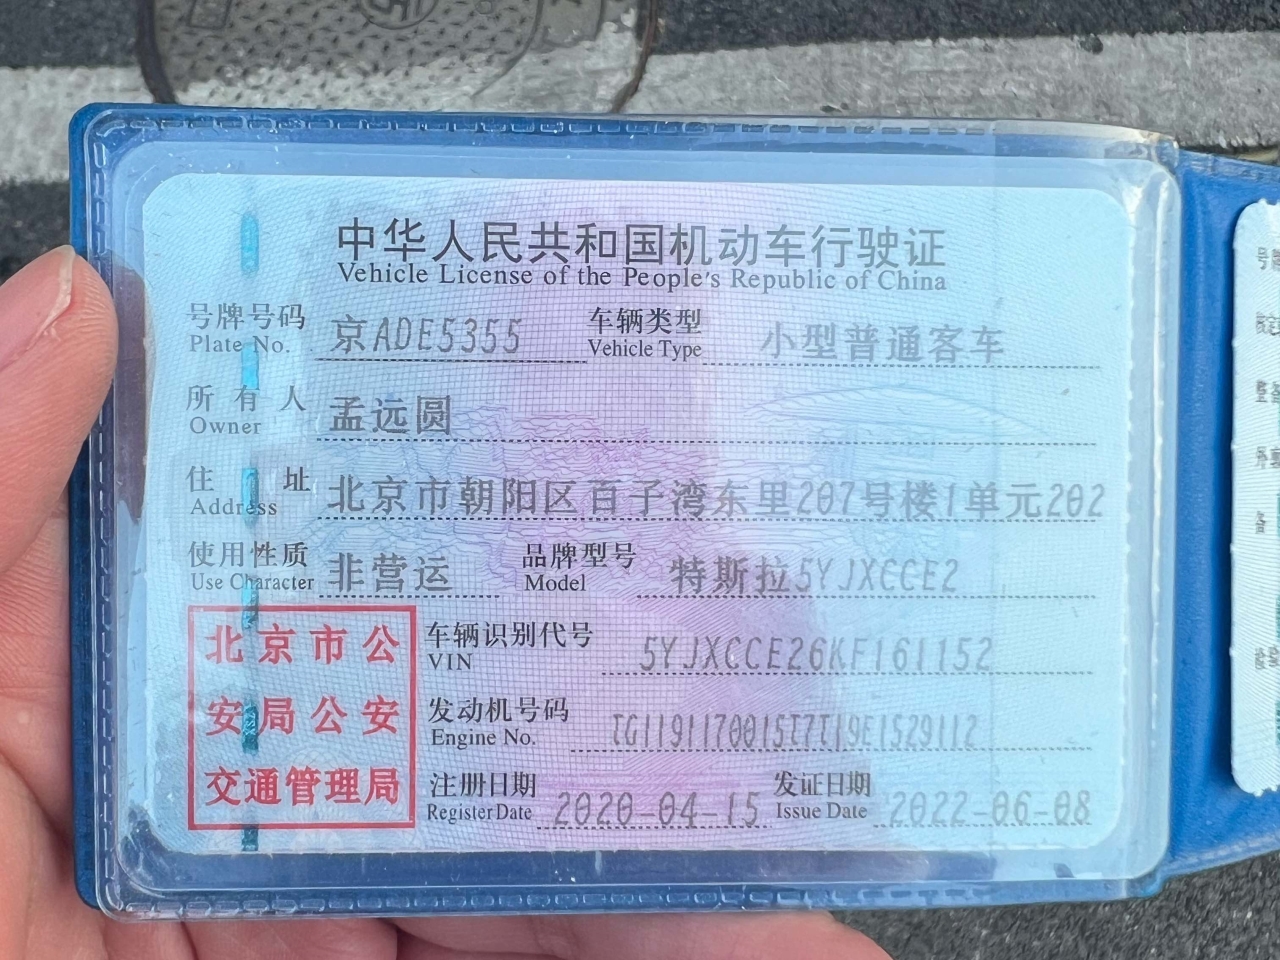 中华人民共和国机动车行驶证
Vehicle License of the People's Republic of China
号牌号码 京ADE5355 车辆类型 小型普通客车
Plate No. Vehicle Type
所有人 孟远圆
Owner
住址 北京市朝阳区百子湾东里207号楼1单元202
Address
使用性质 非营运 品牌型号 特斯拉5YJXCCE2
Use Character Model
北京市公
安局公安
交通管理局
车辆识别代号 5YJXCCE26KF161152
VIN
发动机号码
Engine No.
注册日期 2020-04-15 发证日期 2022-06-08
Register Date Issue Date